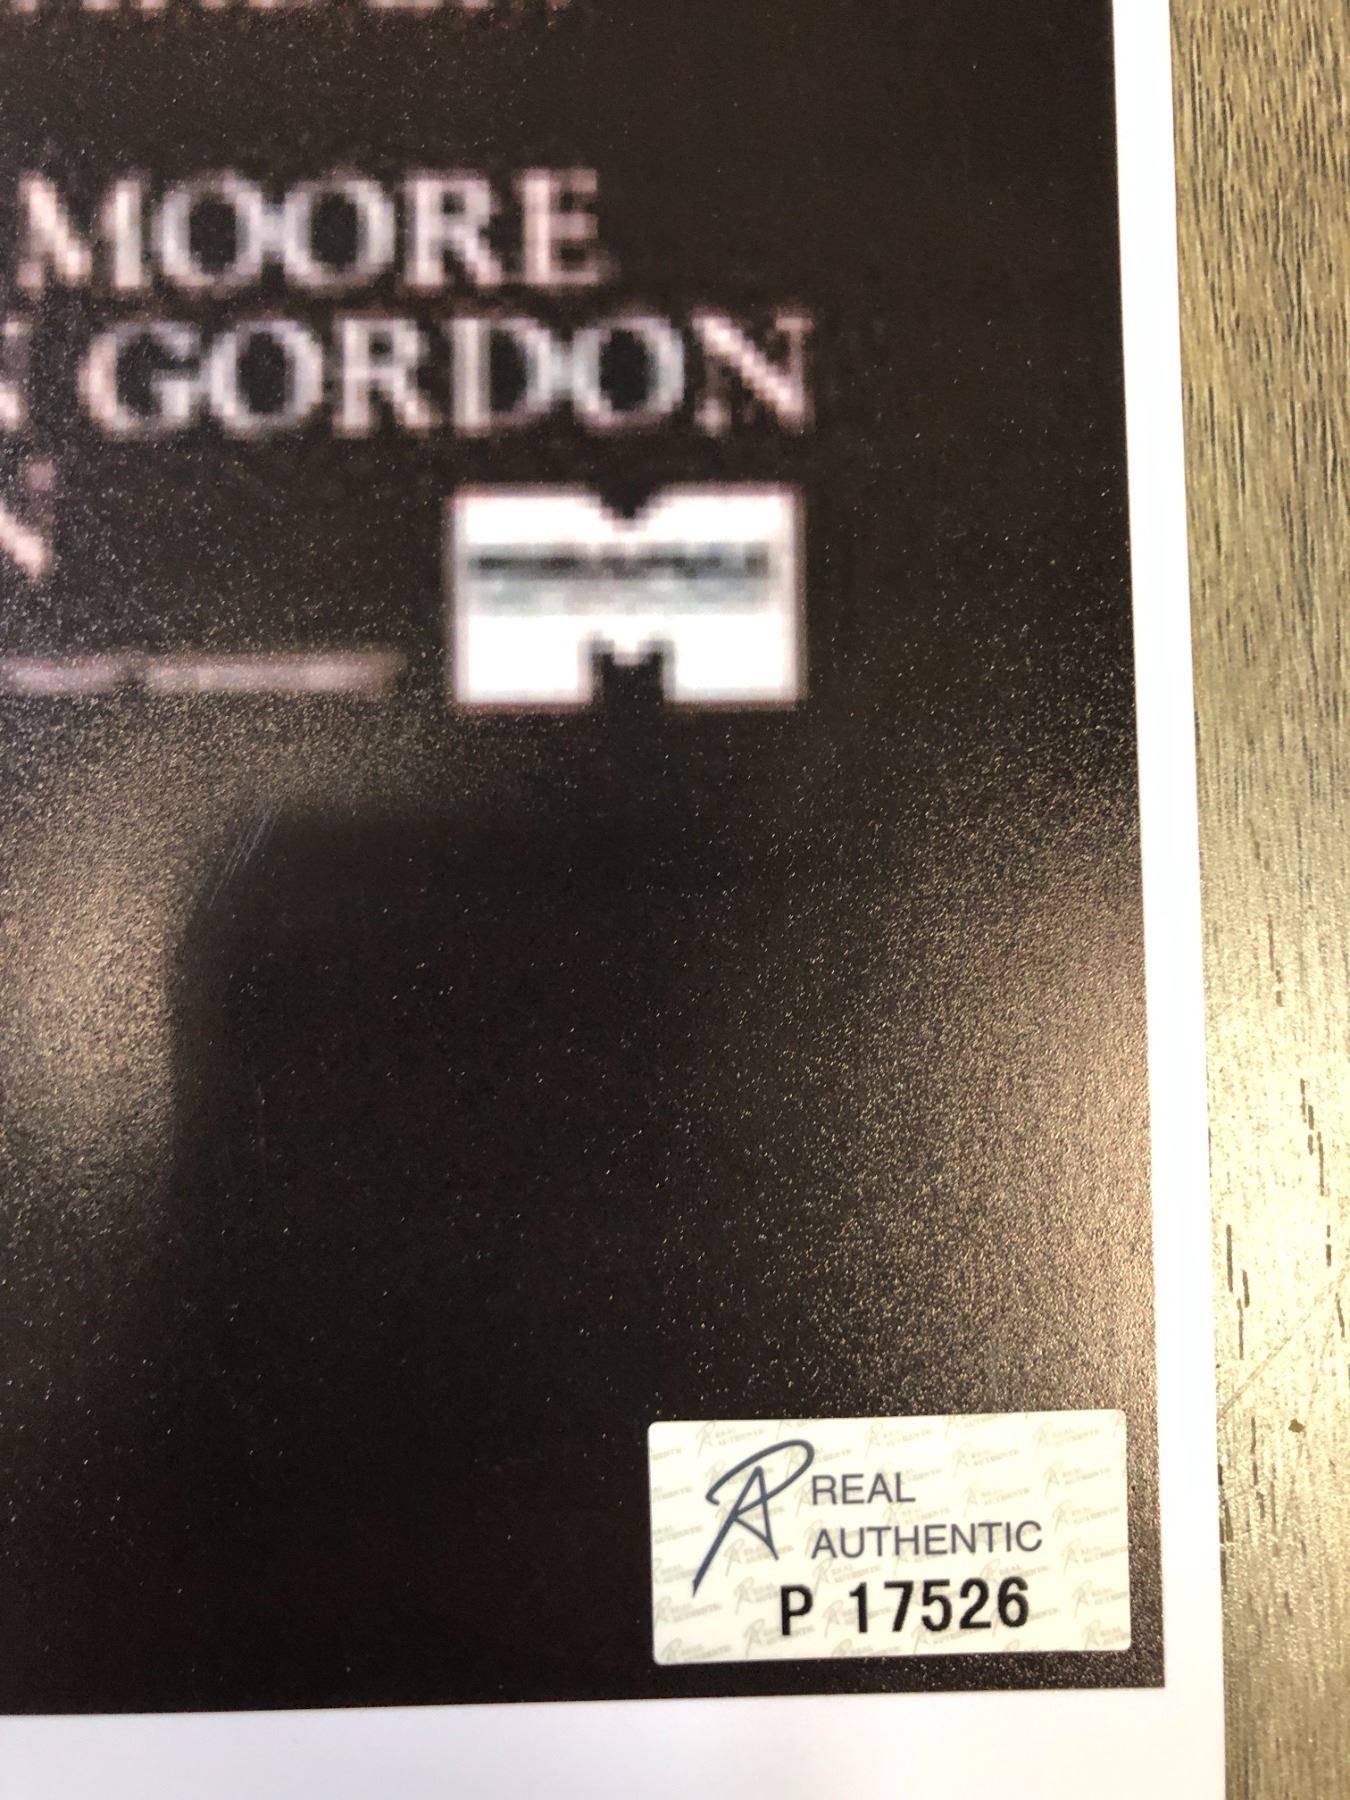 MOORE
GORDON
N
REAL
AUTHENTIC
P 17526